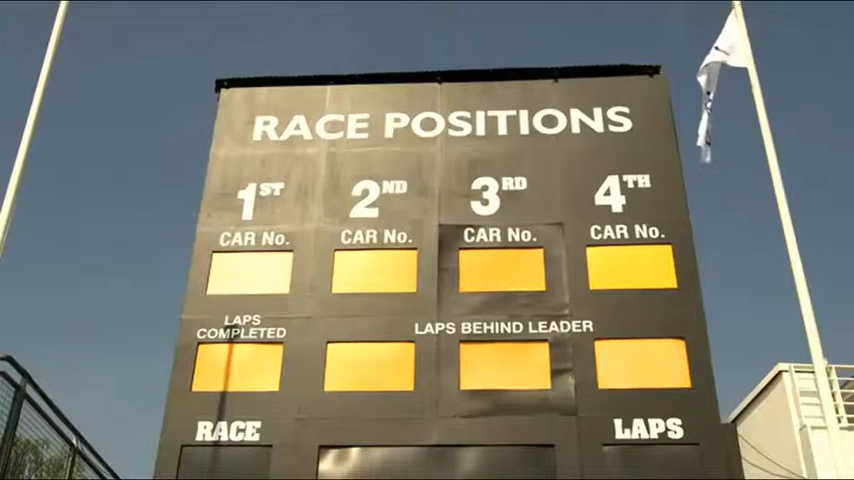 RACE POSITIONS
1ST 2ND 3RD 4TH
CAR No. CAR No. CAR No. CAR No.
LAPS
COMPLETED LAPS BEHIND LEADER
RACE LAPS